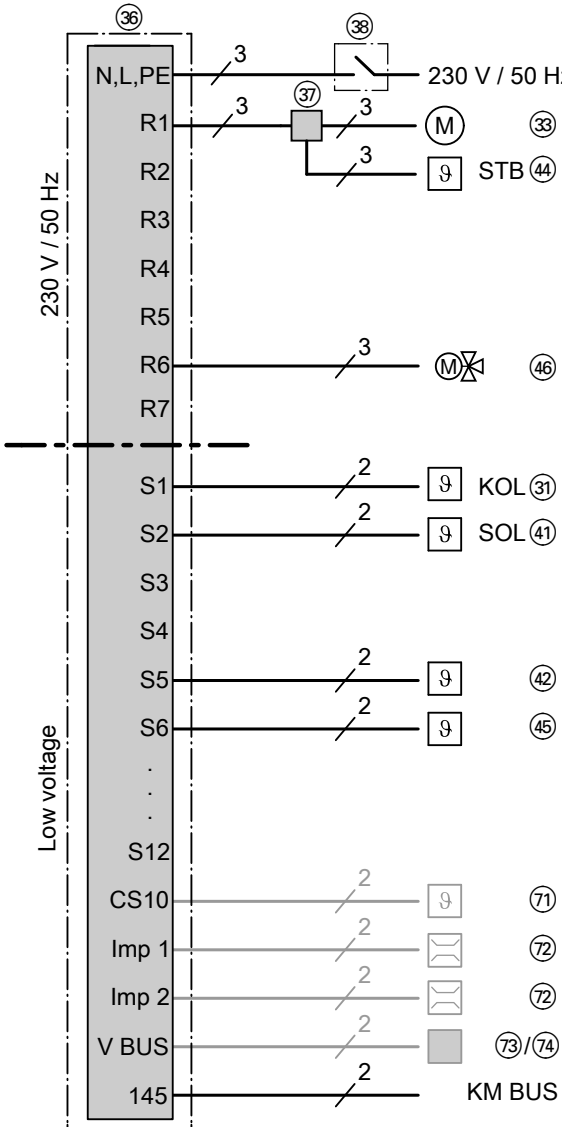 36
38
N,L,PE 3 230 V / 50 Hz
37
R1 3 3 M 33
R2 3 ϑ STB 44
230 V / 50 Hz
R3
R4
R5
R6 3 M 46
R7
S1 2 ϑ KOL 31
S2 2 ϑ SOL 41
S3
S4
S5 2 ϑ 42
S6 2 ϑ 45
Low voltage
.
.
.
S12
CS10 2 ϑ 71
Imp 1 2 72
Imp 2 2 72
V BUS 2 73/74
145 2 KM BUS